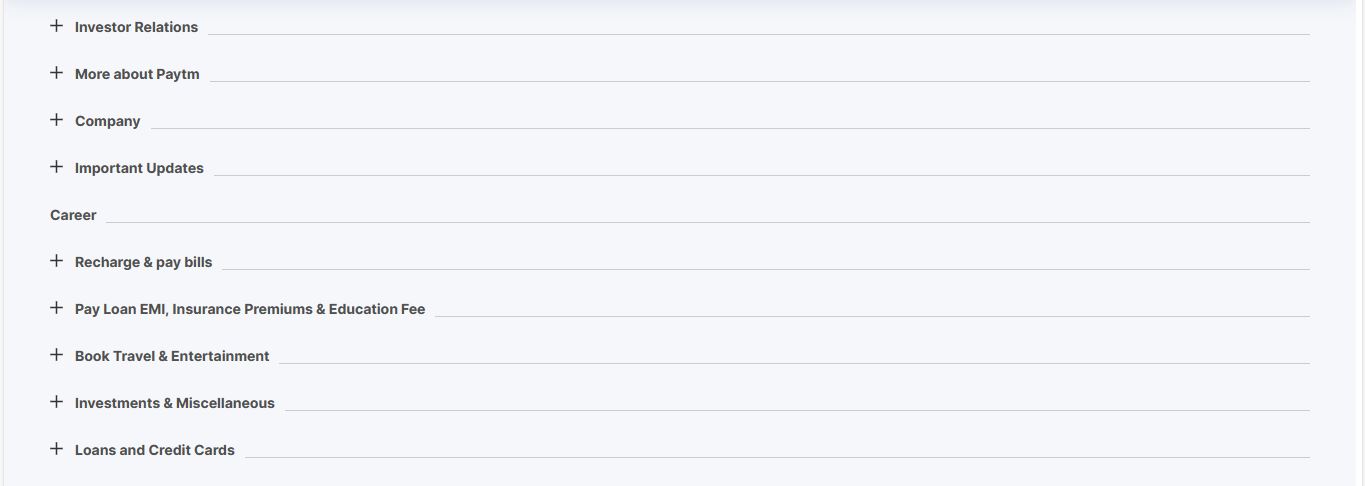 Investor Relations
More about Paytm
Company
Important Updates
Career
Recharge & pay bills
Pay Loan EMI, Insurance Premiums & Education Fee
Book Travel & Entertainment
Investments & Miscellaneous
Loans and Credit Cards